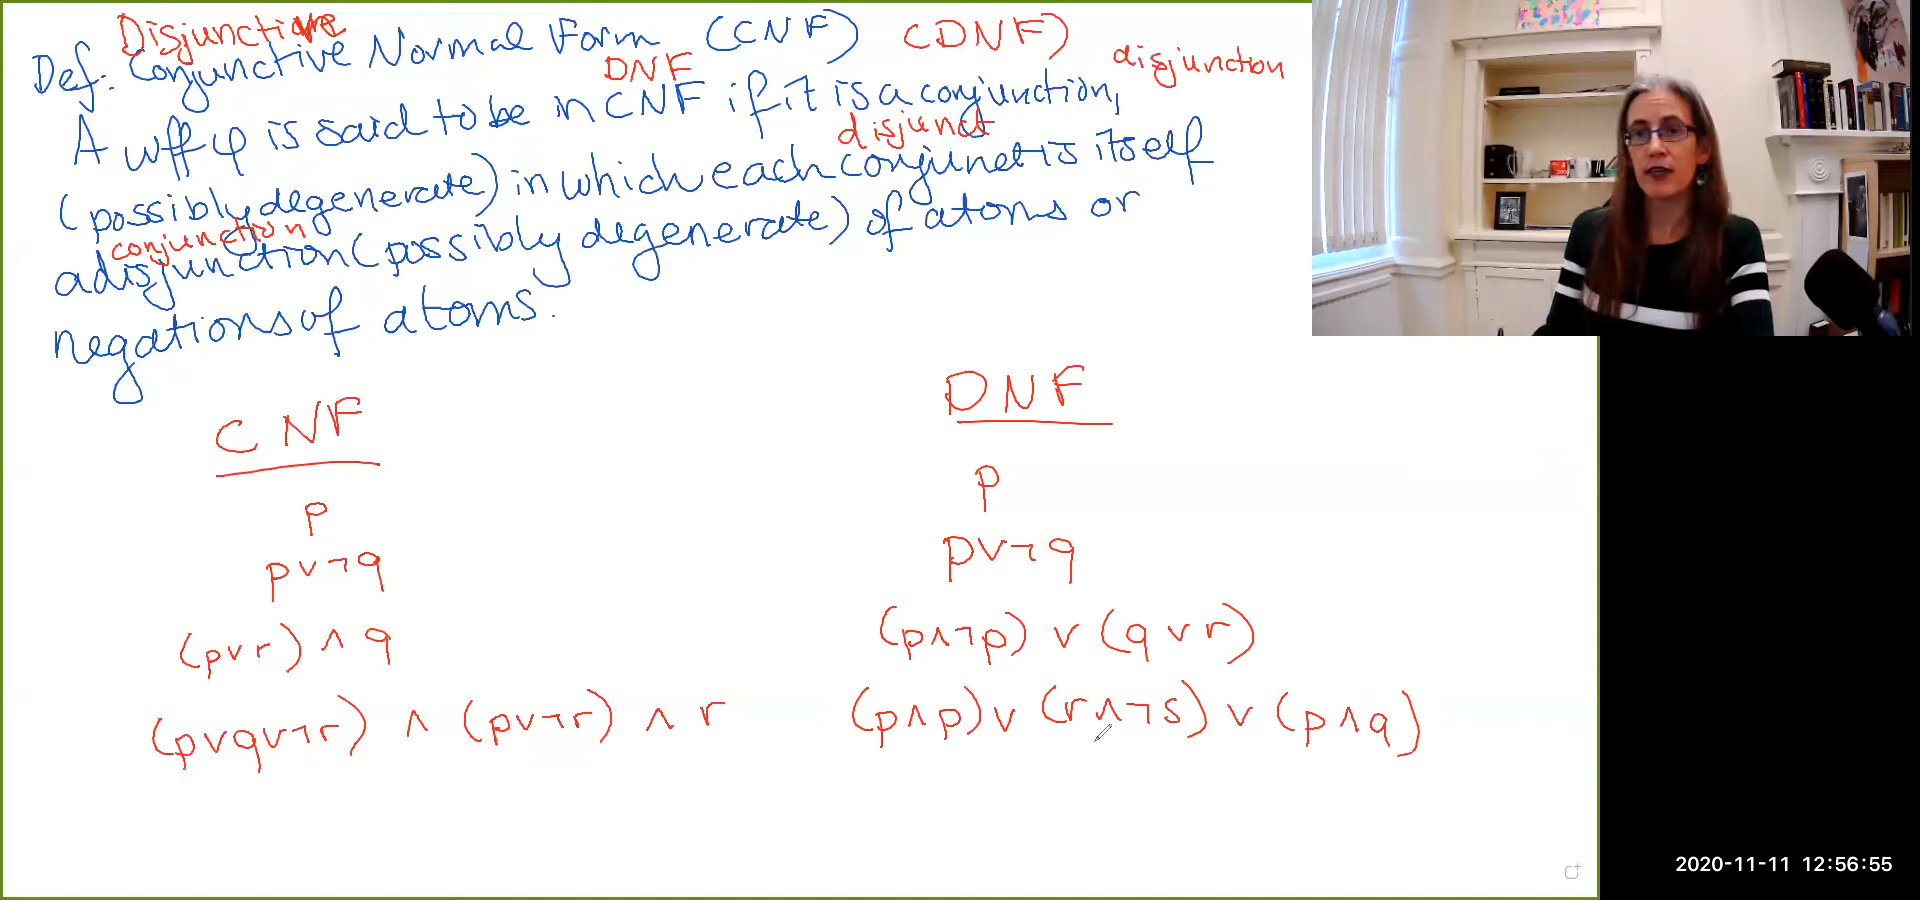 Disjunctive
Def: Conjunctive Normal Form (CNF) (DNF)
DNF disjunction
A wff φ is said to be in CNF if it is a conjunction,
disjunct
(possibly degenerate) in which each conjunct is itself
conjunction
a disjunction (possibly degenerate) of atoms or
negations of atoms.
CNF
p
p∨¬q
(p∨r) ∧ q
(p∨q∨¬r) ∧ (p∨¬r) ∧ r
DNF
p
p∨¬q
(p∧¬p) ∨ (q∨r)
(p∧p)∨(r∧¬s) ∨ (p∧q)
2020-11-11 12:56:55